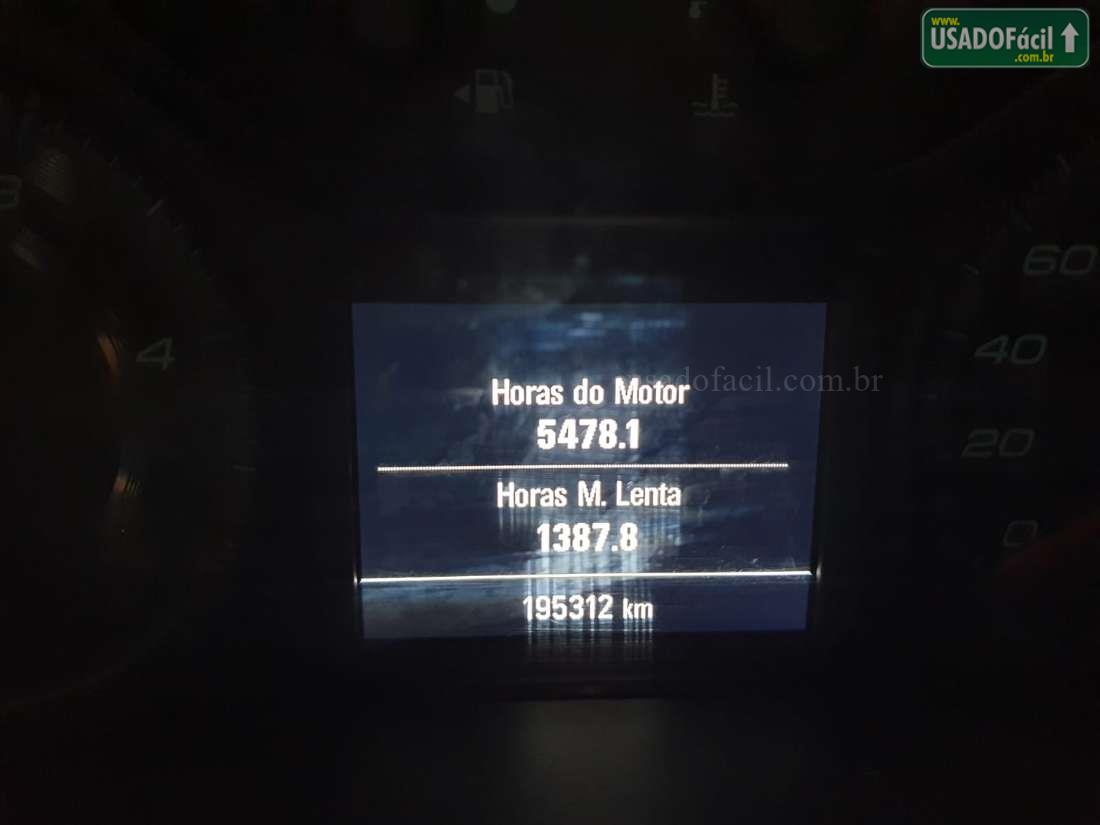 www.
USADOFácil
.com.br
3
4
60
40
20
0
usadofacil.com.br
Horas do Motor
5478.1
Horas M. Lenta
1387.8
195312 km